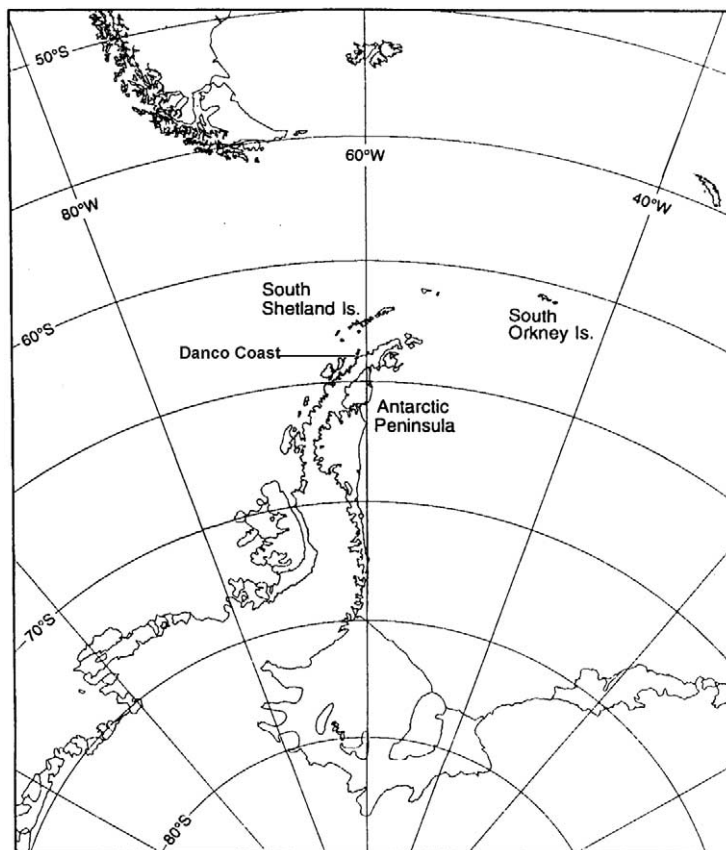 50°S
60°W
80°W
40°W
South
Shetland Is.
60°S
South
Orkney Is.
Danco Coast
Antarctic
Peninsula
70°S
80°S